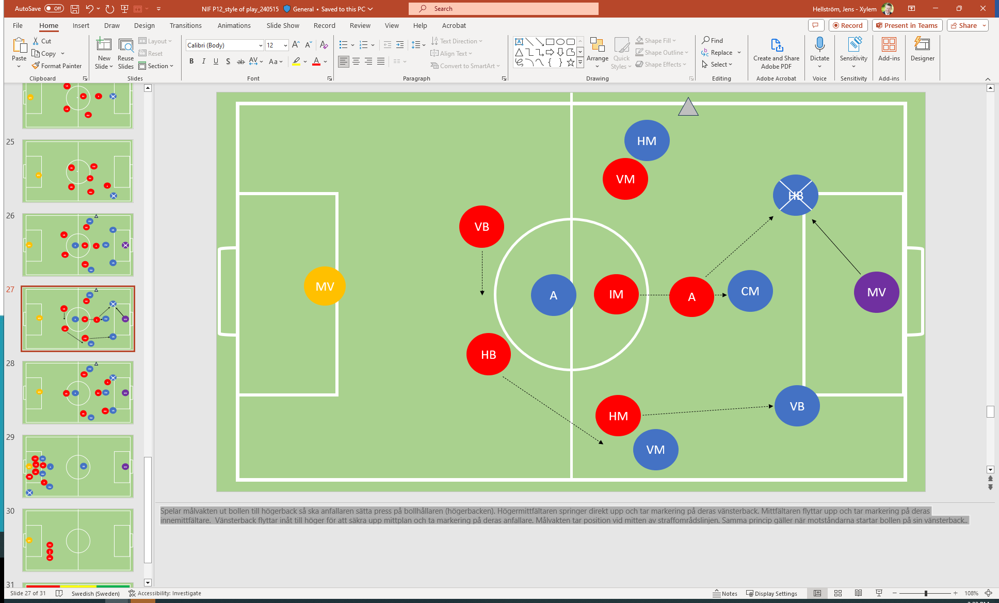 AutoSave Off NIF P12_style of play_240515 General • Saved to this PC Search Hellström, Jens - Xylem
File Home Insert Draw Design Transitions Animations Slide Show Record Review View Help Acrobat Record Present in Teams Share
Paste Cut Copy Format Painter Clipboard
New Slide Reuse Slides Layout Reset Section Slides
Calibri (Body) 12 B I U S ab AV Aa A Font
Text Direction Align Text Convert to SmartArt Paragraph
Arrange Quick Styles Shape Fill Shape Outline Shape Effects Drawing
Find Replace Select Editing
Create and Share Adobe PDF Adobe Acrobat
Dictate Voice
Sensitivity Sensitivity
Add-ins Add-ins
Designer
25
26
27
28
29
30
31
HM
VM
HB
VB
MV
A
IM
A
CM
MV
HB
HM
VB
VM
Spelar målvakten ut bollen till högerback så ska anfallaren sätta press på bollhållaren (högerbacken). Högermittfältaren springer direkt upp och tar markering på deras vänsterback. Mittfältaren flyttar upp och tar markering på deras
innemittfältare. Vänsterback flyttar inåt till höger för att säkra upp mittplan och ta markering på deras anfallare. Målvakten tar position vid mitten av straffområdslinjen. Samma princip gäller när motståndarna startar bollen på sin vänsterback..
Slide 27 of 31 Swedish (Sweden) Accessibility: Investigate Notes Display Settings 108%